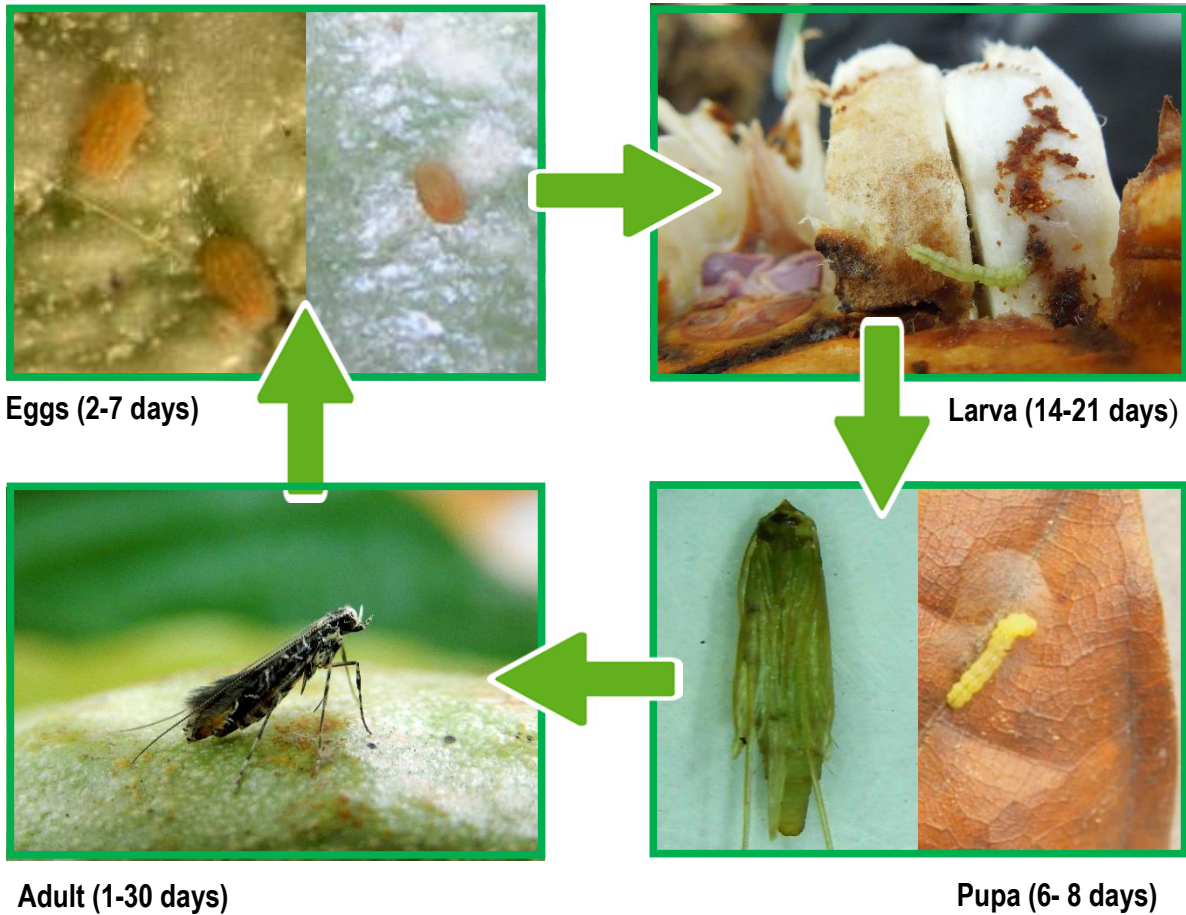 Eggs (2-7 days)
Larva (14-21 days)
Adult (1-30 days)
Pupa (6- 8 days)